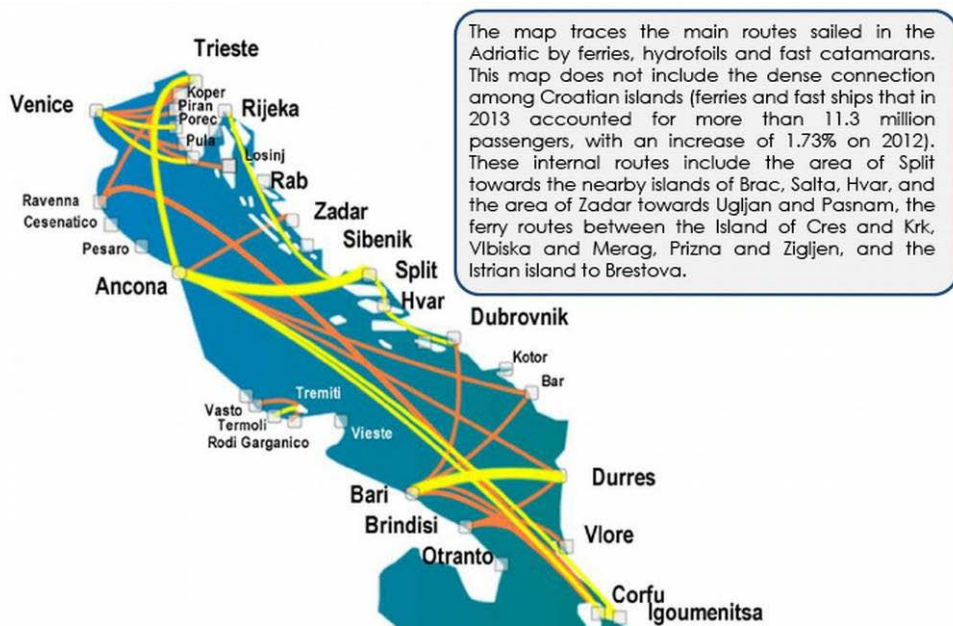 The map traces the main routes sailed in the
Adriatic by ferries, hydrofoils and fast catamarans.
This map does not include the dense connection
among Croatian islands (ferries and fast ships that in
2013 accounted for more than 11.3 million
passengers, with an increase of 1.73% on 2012).
These internal routes include the area of Split
towards the nearby islands of Brac, Salta, Hvar, and
the area of Zadar towards Ugljan and Pasnam, the
ferry routes between the Island of Cres and Krk,
Vlbiska and Merag, Prizna and Zigljen, and the
Istrian island to Brestova.
Trieste
Koper
Venice
Piran
Rijeka
Porec
Pula
Losinj
Rab
Ravenna
Zadar
Cesenatico
Sibenik
Pesaro
Split
Ancona
Hvar
Dubrovnik
Kotor
Bar
Tremiti
Vasto
Termoli
Vieste
Rodi Garganico
Durres
Bari
Brindisi
Vlore
Otranto
Corfu
Igoumenitsa